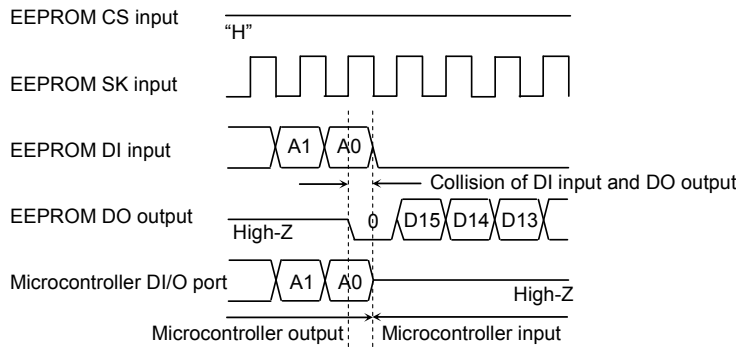 EEPROM CS input
“H”
EEPROM SK input
EEPROM DI input
A1 A0
Collision of DI input and DO output
EEPROM DO output
High-Z
0 D15 D14 D13
Microcontroller DI/O port
A1 A0
High-Z
Microcontroller output Microcontroller input